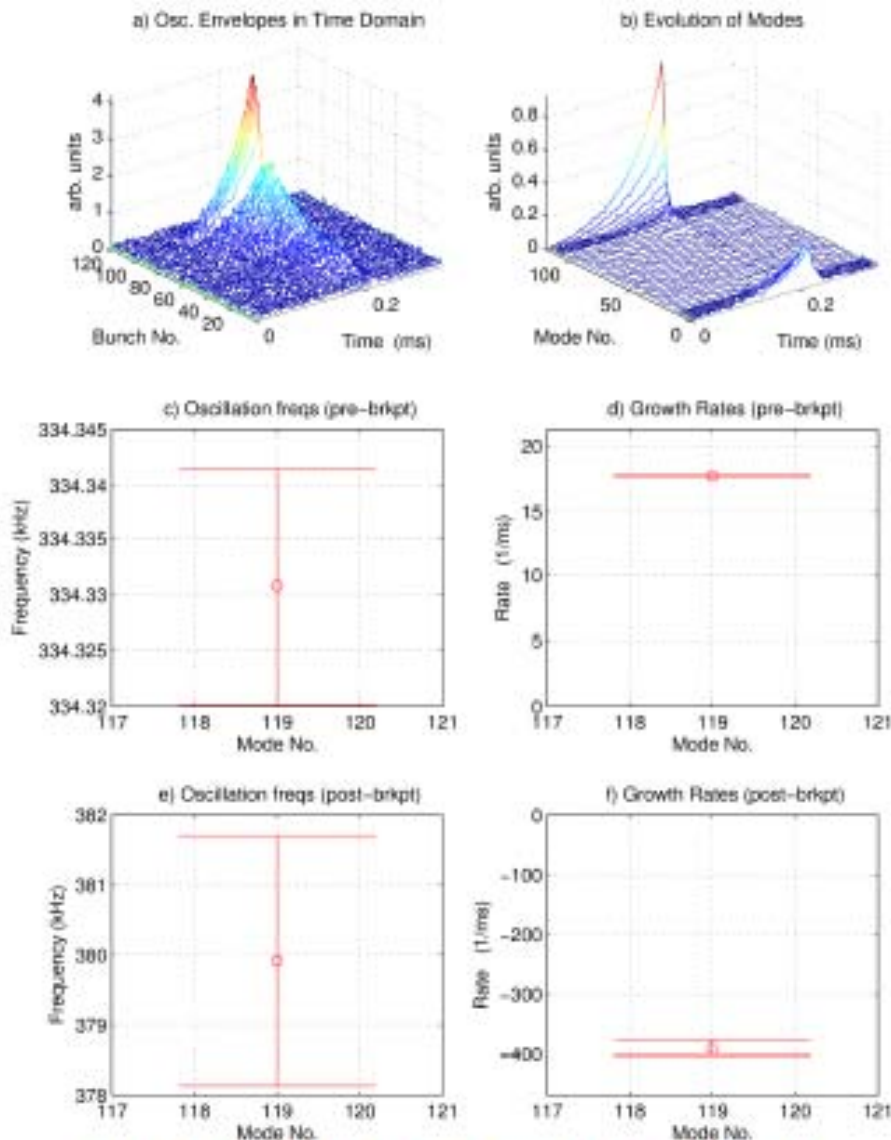 a) Osc. Envelopes in Time Domain
4
3
2
1
0
arb. units
120
100
80
60
40
20
Bunch No.
0
0.2
Time (ms)
b) Evolution of Modes
0.8
0.6
0.4
0.2
0
arb. units
100
50
0
Mode No.
0
0.2
Time (ms)
c) Oscillation freqs (pre-brkpt)
334.345
334.34
334.335
334.33
334.325
334.32
Frequency (kHz)
117 118 119 120 121
Mode No.
d) Growth Rates (pre-brkpt)
20
15
10
5
0
Rate (1/ms)
117 118 119 120 121
Mode No.
e) Oscillation freqs (post-brkpt)
382
381
380
379
378
Frequency (kHz)
117 118 119 120 121
Mode No.
f) Growth Rates (post-brkpt)
0
-100
-200
-300
-400
Rate (1/ms)
117 118 119 120 121
Mode No.